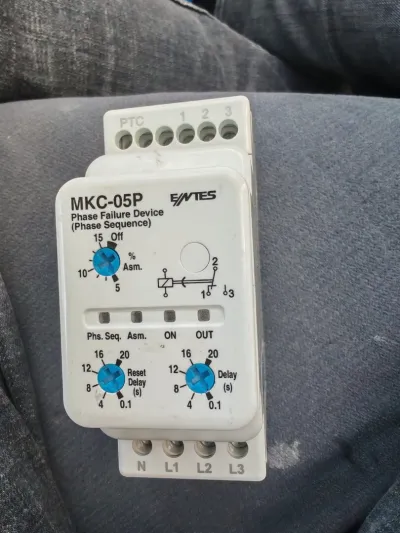 PTC 1 2 3
MKC-05P ENTES
Phase Failure Device
(Phase Sequence)
15 Off
10
5
%
Asm.
2
1 3
Phs. Seq. Asm. ON OUT
16 20
12
8
4 0.1
Reset
Delay
(s)
16 20
12
8
4 0.1
Delay
(s)
N L1 L2 L3